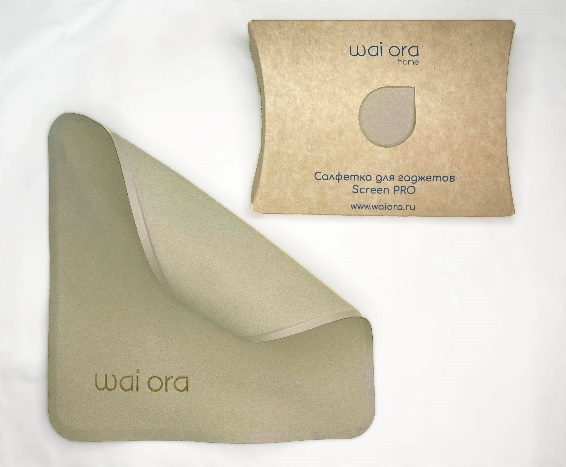 wai ora
home
Салфетка для гаджетов
Screen PRO
www.waiora.ru
wai ora